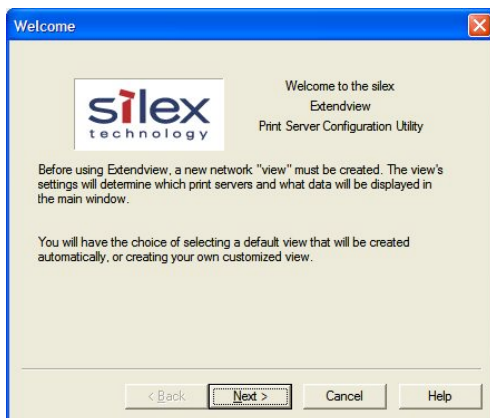 Welcome
silex
technology
Welcome to the silex
Extendview
Print Server Configuration Utility
Before using Extendview, a new network "view" must be created. The view's
settings will determine which print servers and what data will be displayed in
the main window.
You will have the choice of selecting a default view that will be created
automatically, or creating your own customized view.
< Back
Next >
Cancel
Help